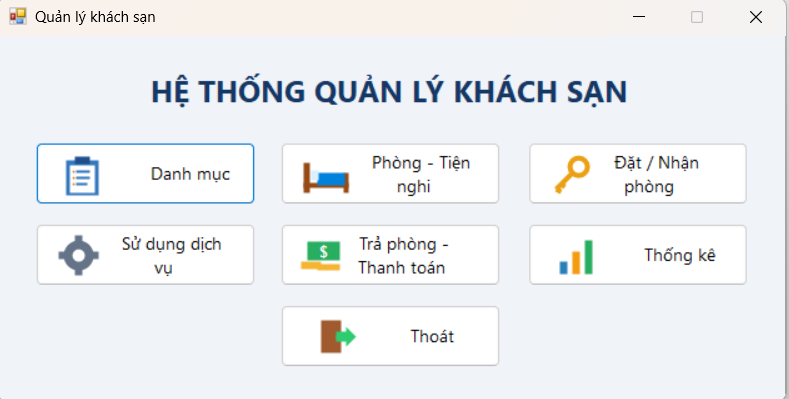 Quản lý khách sạn
HỆ THỐNG QUẢN LÝ KHÁCH SẠN
Danh mục
Phòng - Tiện
nghi
Đặt / Nhận
phòng
Sử dụng dịch
vụ
$
Trả phòng -
Thanh toán
Thống kê
Thoát